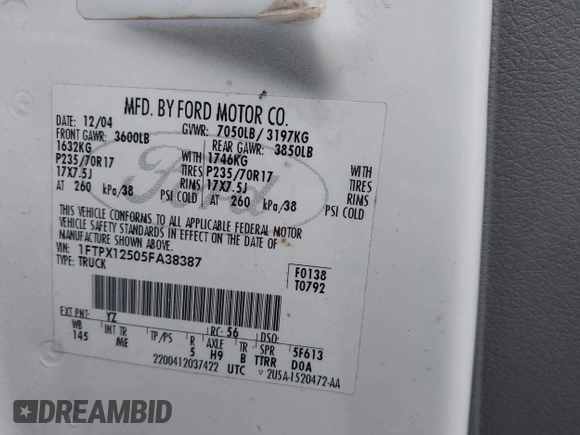 MFD. BY FORD MOTOR CO.
DATE: 12/04 GVWR: 7050LB/ 3197KG
FRONT GAWR: 3600LB REAR GAWR: 3850LB
1632KG WITH 1746KG WITH
P235/70R17 TIRES P235/70R17 TIRES
17X7.5J RIMS 17X7.5J RIMS
AT 260 kPa/38 PSI COLD AT 260 kPa/38 PSI COLD
Ford
THIS VEHICLE CONFORMS TO ALL APPLICABLE FEDERAL MOTOR
VEHICLE SAFETY STANDARDS IN EFFECT ON THE DATE OF
MANUFACTURE SHOWN ABOVE.
VIN: 1FTPX12505FA38387
TYPE: TRUCK
F0138
T0792
EXT PNT: YZ RC: 56 DSO:
WB INT TR TP/PS R AXLE TR SPR 5F613
145 ME 5 H9 B TTRR D0A
2200412037422 UTC ▽ 2U5A-1520472-AA
DREAMBID